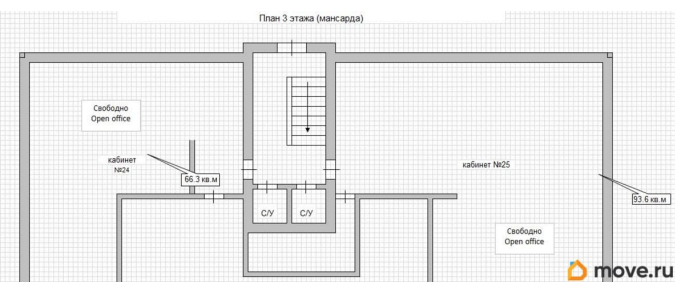 План 3 этажа (мансарда)
Свободно
Open office
кабинет
№24
66.3 кв.м
кабинет №25
93.6 кв.м
С/У
С/У
Свободно
Open office
move.ru